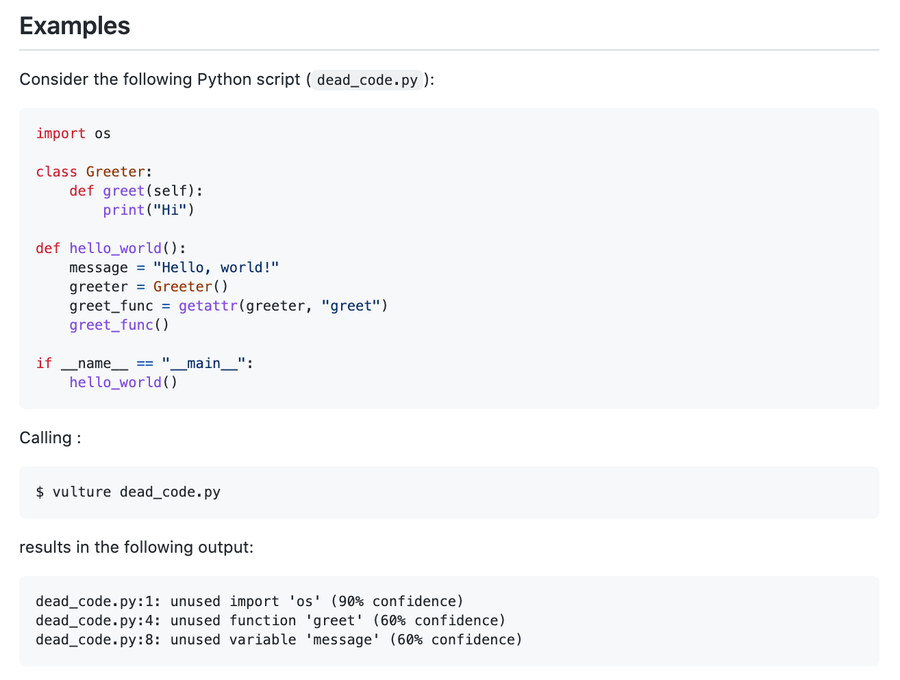 Examples
Consider the following Python script ( dead_code.py ):
import os

class Greeter:
    def greet(self):
        print("Hi")

def hello_world():
    message = "Hello, world!"
    greeter = Greeter()
    greet_func = getattr(greeter, "greet")
    greet_func()

if __name__ == "__main__":
    hello_world()
Calling :
$ vulture dead_code.py
results in the following output:
dead_code.py:1: unused import 'os' (90% confidence)
dead_code.py:4: unused function 'greet' (60% confidence)
dead_code.py:8: unused variable 'message' (60% confidence)